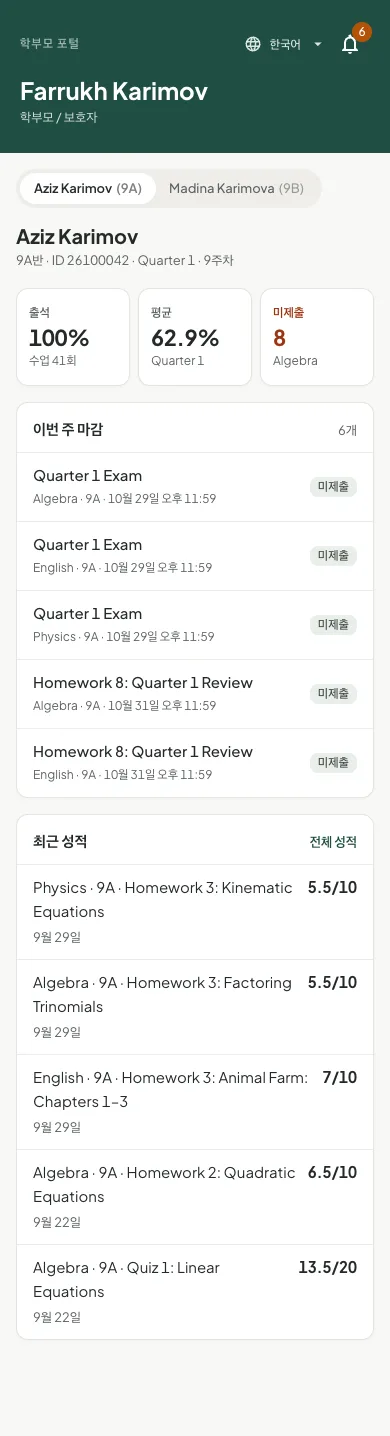 학부모 포털
한국어
6
Farrukh Karimov
학부모 / 보호자
Aziz Karimov (9A)
Madina Karimova (9B)
Aziz Karimov
9A반 · ID 26100042 · Quarter 1 · 9주차
출석
100%
수업 41회
평균
62.9%
Quarter 1
미제출
8
Algebra
이번 주 마감
6개
Quarter 1 Exam
Algebra · 9A · 10월 29일 오후 11:59
미제출
Quarter 1 Exam
English · 9A · 10월 29일 오후 11:59
미제출
Quarter 1 Exam
Physics · 9A · 10월 29일 오후 11:59
미제출
Homework 8: Quarter 1 Review
Algebra · 9A · 10월 31일 오후 11:59
미제출
Homework 8: Quarter 1 Review
English · 9A · 10월 31일 오후 11:59
미제출
최근 성적
전체 성적
Physics · 9A · Homework 3: Kinematic
Equations
5.5/10
9월 29일
Algebra · 9A · Homework 3: Factoring
Trinomials
5.5/10
9월 29일
English · 9A · Homework 3: Animal Farm:
Chapters 1–3
7/10
9월 29일
Algebra · 9A · Homework 2: Quadratic
Equations
6.5/10
9월 22일
Algebra · 9A · Quiz 1: Linear
Equations
13.5/20
9월 22일